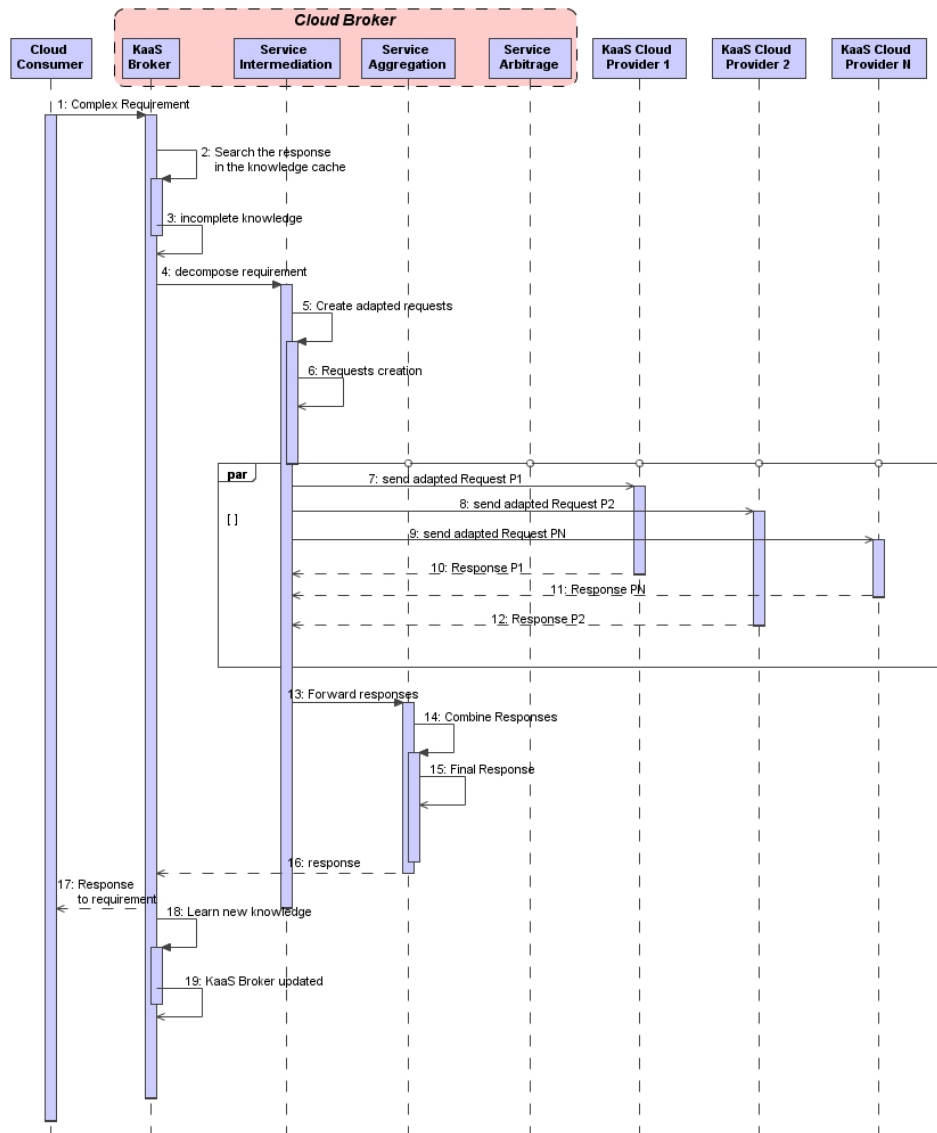 Cloud Broker
Cloud
Consumer
KaaS
Broker
Service
Intermediation
Service
Aggregation
Service
Arbitrage
KaaS Cloud
Provider 1
KaaS Cloud
Provider 2
KaaS Cloud
Provider N
1: Complex Requirement
2: Search the response
in the knowledge cache
3: incomplete knowledge
4: decompose requirement
5: Create adapted requests
6: Requests creation
par
[ ]
7: send adapted Request P1
8: send adapted Request P2
9: send adapted Request PN
10: Response P1
11: Response PN
12: Response P2
13: Forward responses
14: Combine Responses
15: Final Response
16: response
17: Response
to requirement
18: Learn new knowledge
19: KaaS Broker updated